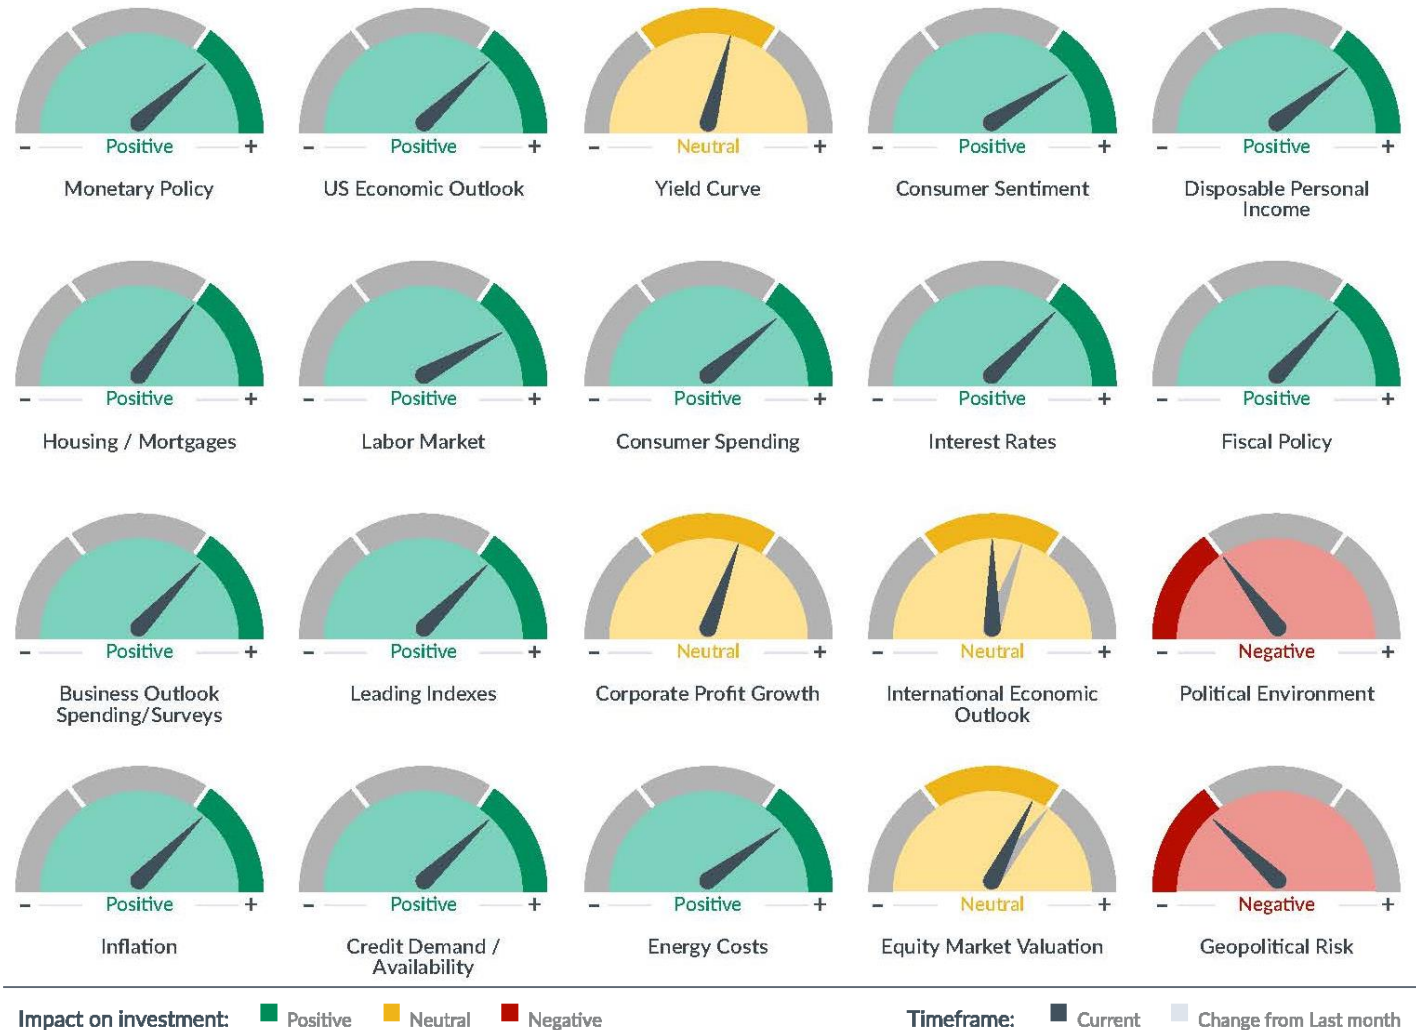 - Positive +
- Positive +
- Neutral +
- Positive +
- Positive +
Monetary Policy
US Economic Outlook
Yield Curve
Consumer Sentiment
Disposable Personal
Income
- Positive +
- Positive +
- Positive +
- Positive +
- Positive +
Housing / Mortgages
Labor Market
Consumer Spending
Interest Rates
Fiscal Policy
- Positive +
- Positive +
- Neutral +
- Neutral +
- Negative +
Business Outlook
Spending/Surveys
Leading Indexes
Corporate Profit Growth
International Economic
Outlook
Political Environment
- Positive +
- Positive +
- Positive +
- Neutral +
- Negative +
Inflation
Credit Demand /
Availability
Energy Costs
Equity Market Valuation
Geopolitical Risk
Impact on investment: Positive Neutral Negative
Timeframe: Current Change from Last month